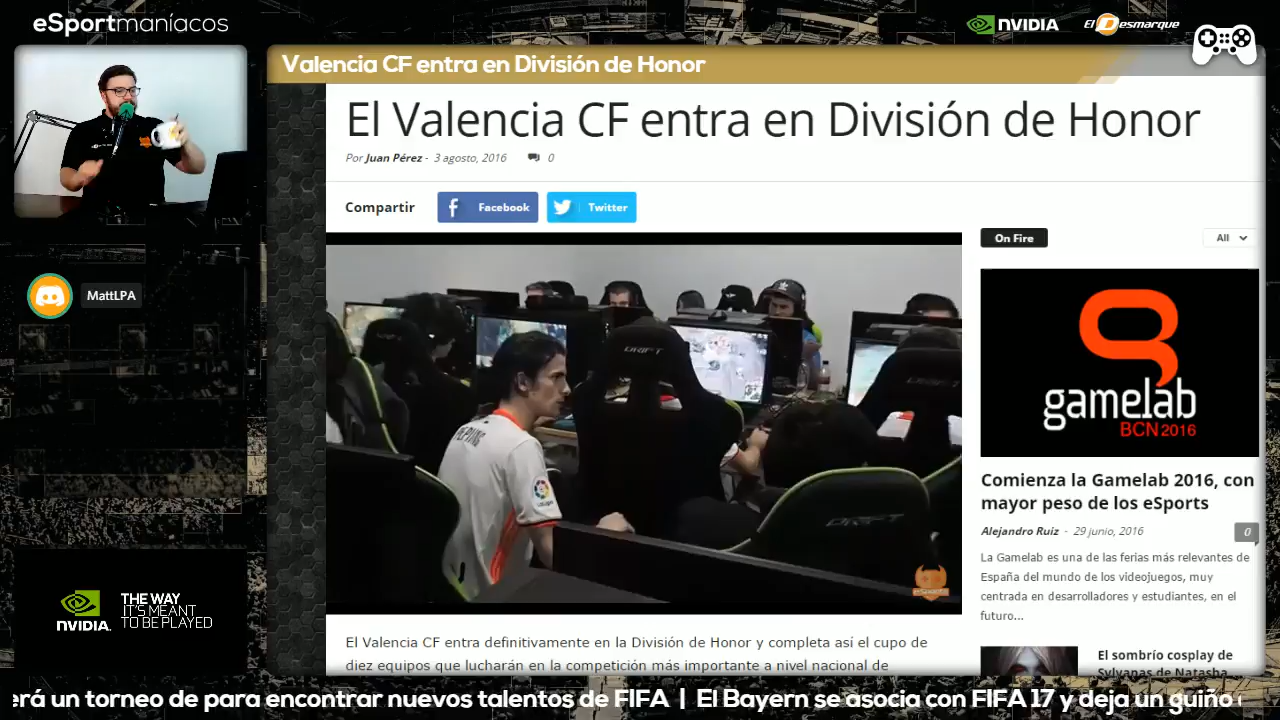 eSportmaníacos
NVIDIA
El Desmarque
Valencia CF entra en División de Honor
El Valencia CF entra en División de Honor
Por Juan Pérez - 3 agosto, 2016 0
Compartir
Facebook
Twitter
On Fire
All
MattLPA
DRIFT
DRIFT
DRIFT
LaLiga
gamelab
BCN 2016
Comienza la Gamelab 2016, con
mayor peso de los eSports
Alejandro Ruiz - 29 junio, 2016
0
La Gamelab es una de las ferias más relevantes de
España del mundo de los videojuegos, muy
centrada en desarrolladores y estudiantes, en el
futuro...
NVIDIA.
THE WAY
IT'S MEANT
TO BE PLAYED
El Valencia CF entra definitivamente en la División de Honor y completa así el cupo de
diez equipos que lucharán en la competición más importante a nivel nacional de
El sombrío cosplay de
Sylvanas de Natasha
erá un torneo de para encontrar nuevos talentos de FIFA | El Bayern se asocia con FIFA 17 y deja un guiño